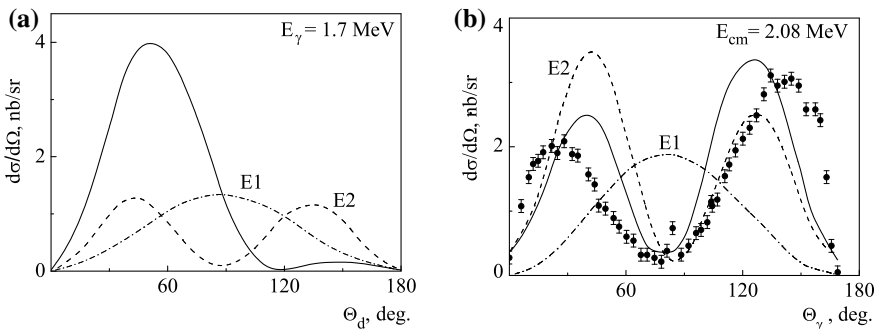 (a)
E_γ = 1.7 MeV
dσ/dΩ, nb/sr
4
2
0
E1
E2
60
120
180
Θ_d, deg.
(b)
E_cm = 2.08 MeV
dσ/dΩ, nb/sr
4
2
0
E2
E1
60
120
180
Θ_γ, deg.